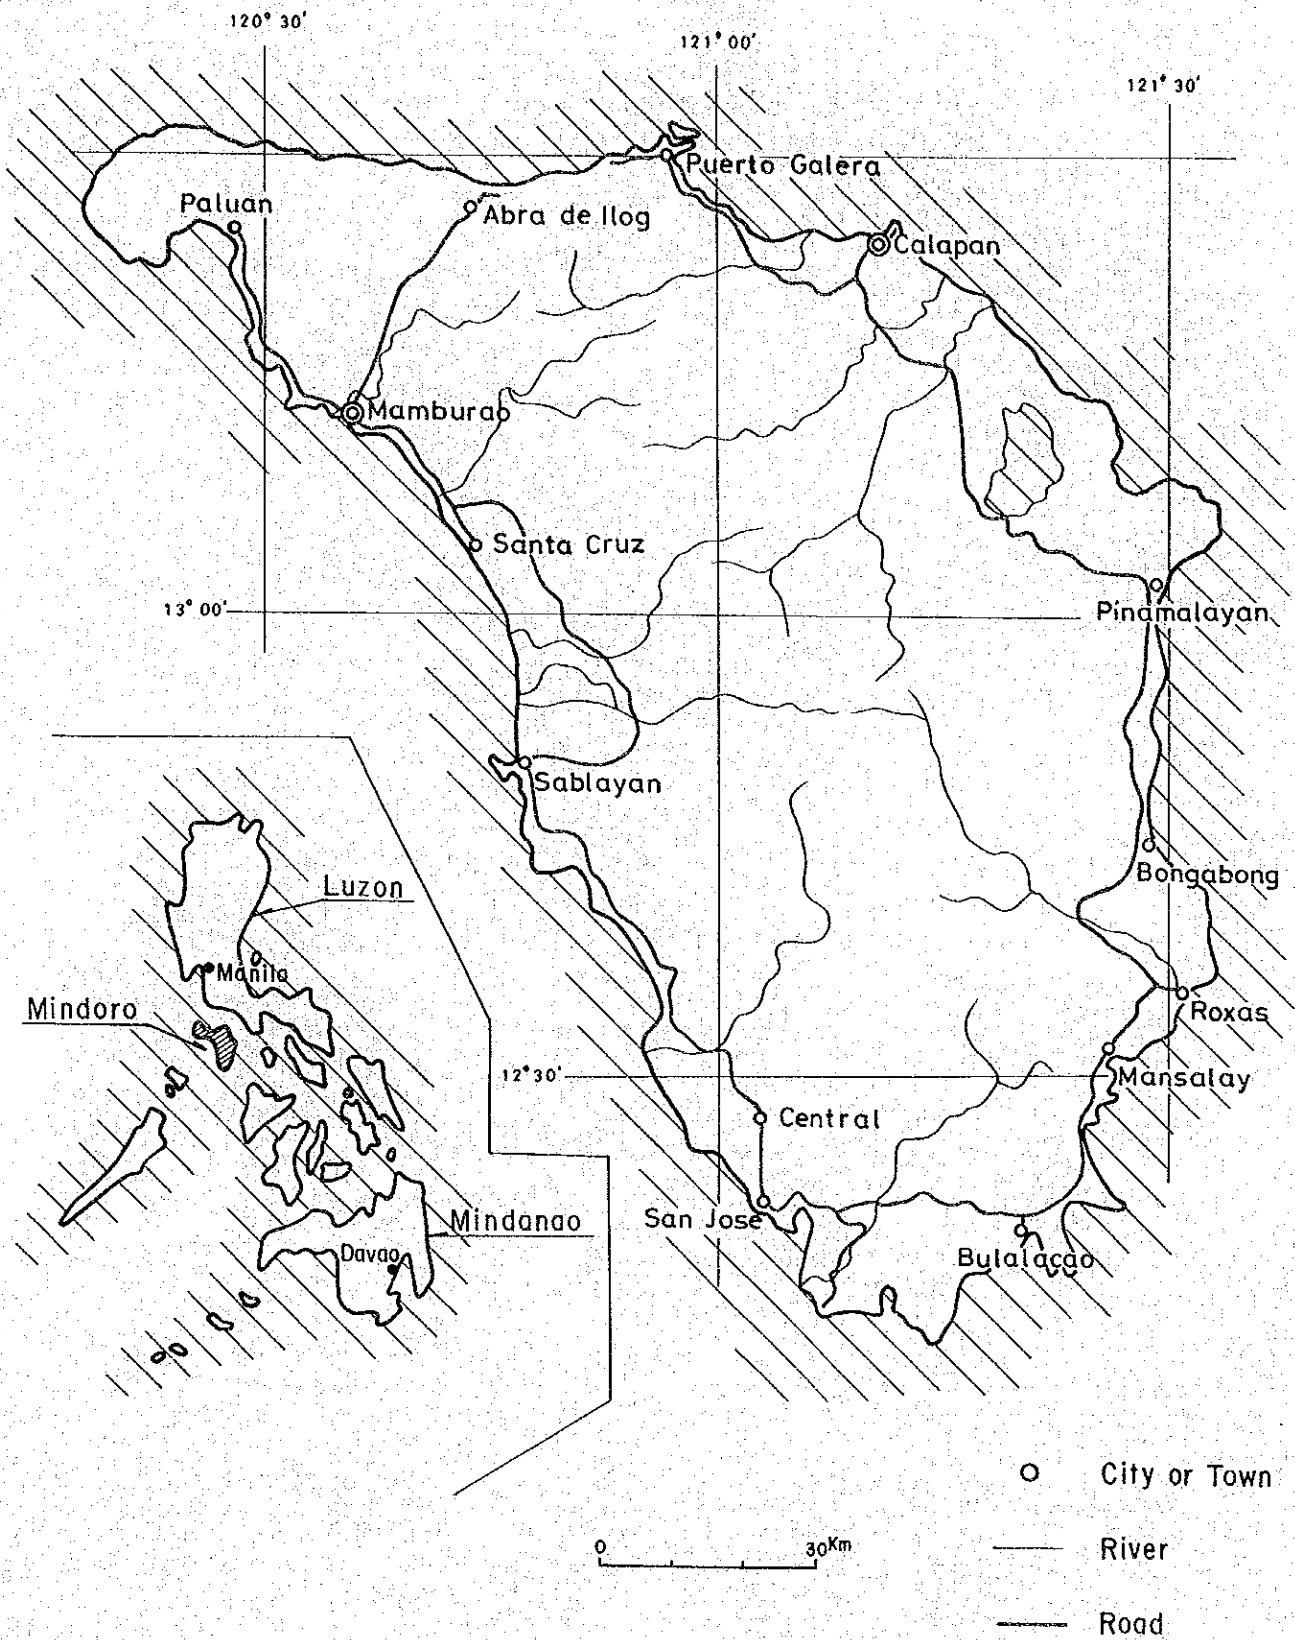 120° 30'
121° 00'
121° 30'
Puerto Galera
Paluan
Abra de Ilog
Calapan
Mamburao
Santa Cruz
13° 00'
Pinamalayan
Sablayan
Bongabong
Luzon
Manila
Mindoro
Roxas
12° 30'
Mansalay
Central
San Jose
Mindanao
Davao
Bulalacao
City or Town
0 30Km
River
Road